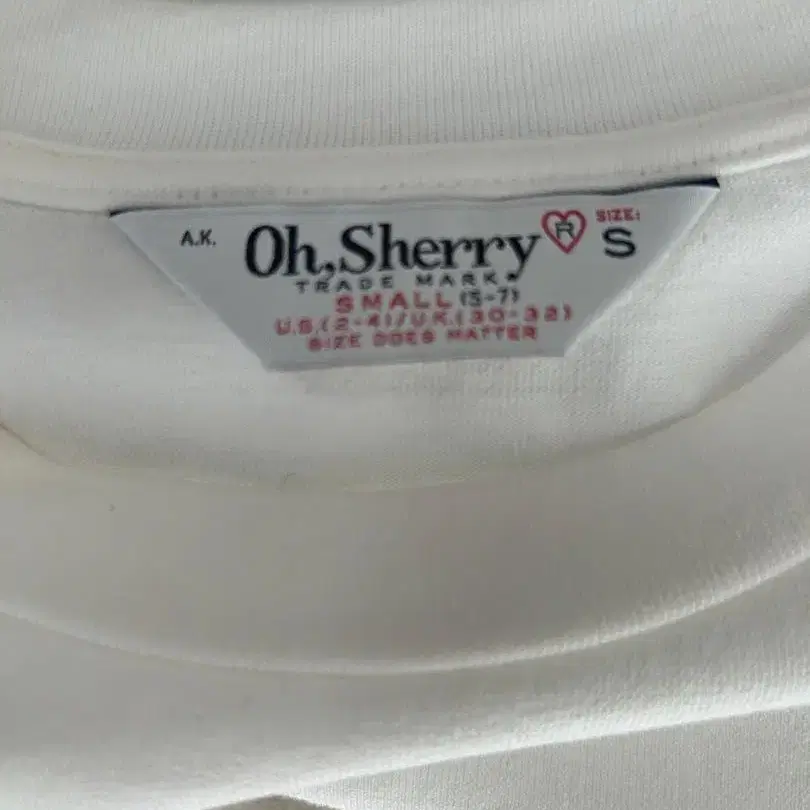 A.K. Oh,Sherry R SIZE: S
TRADE MARK
SMALL (5-7)
U.S.(2-4)/U.K.(30-32)
SIZE DOES MATTER